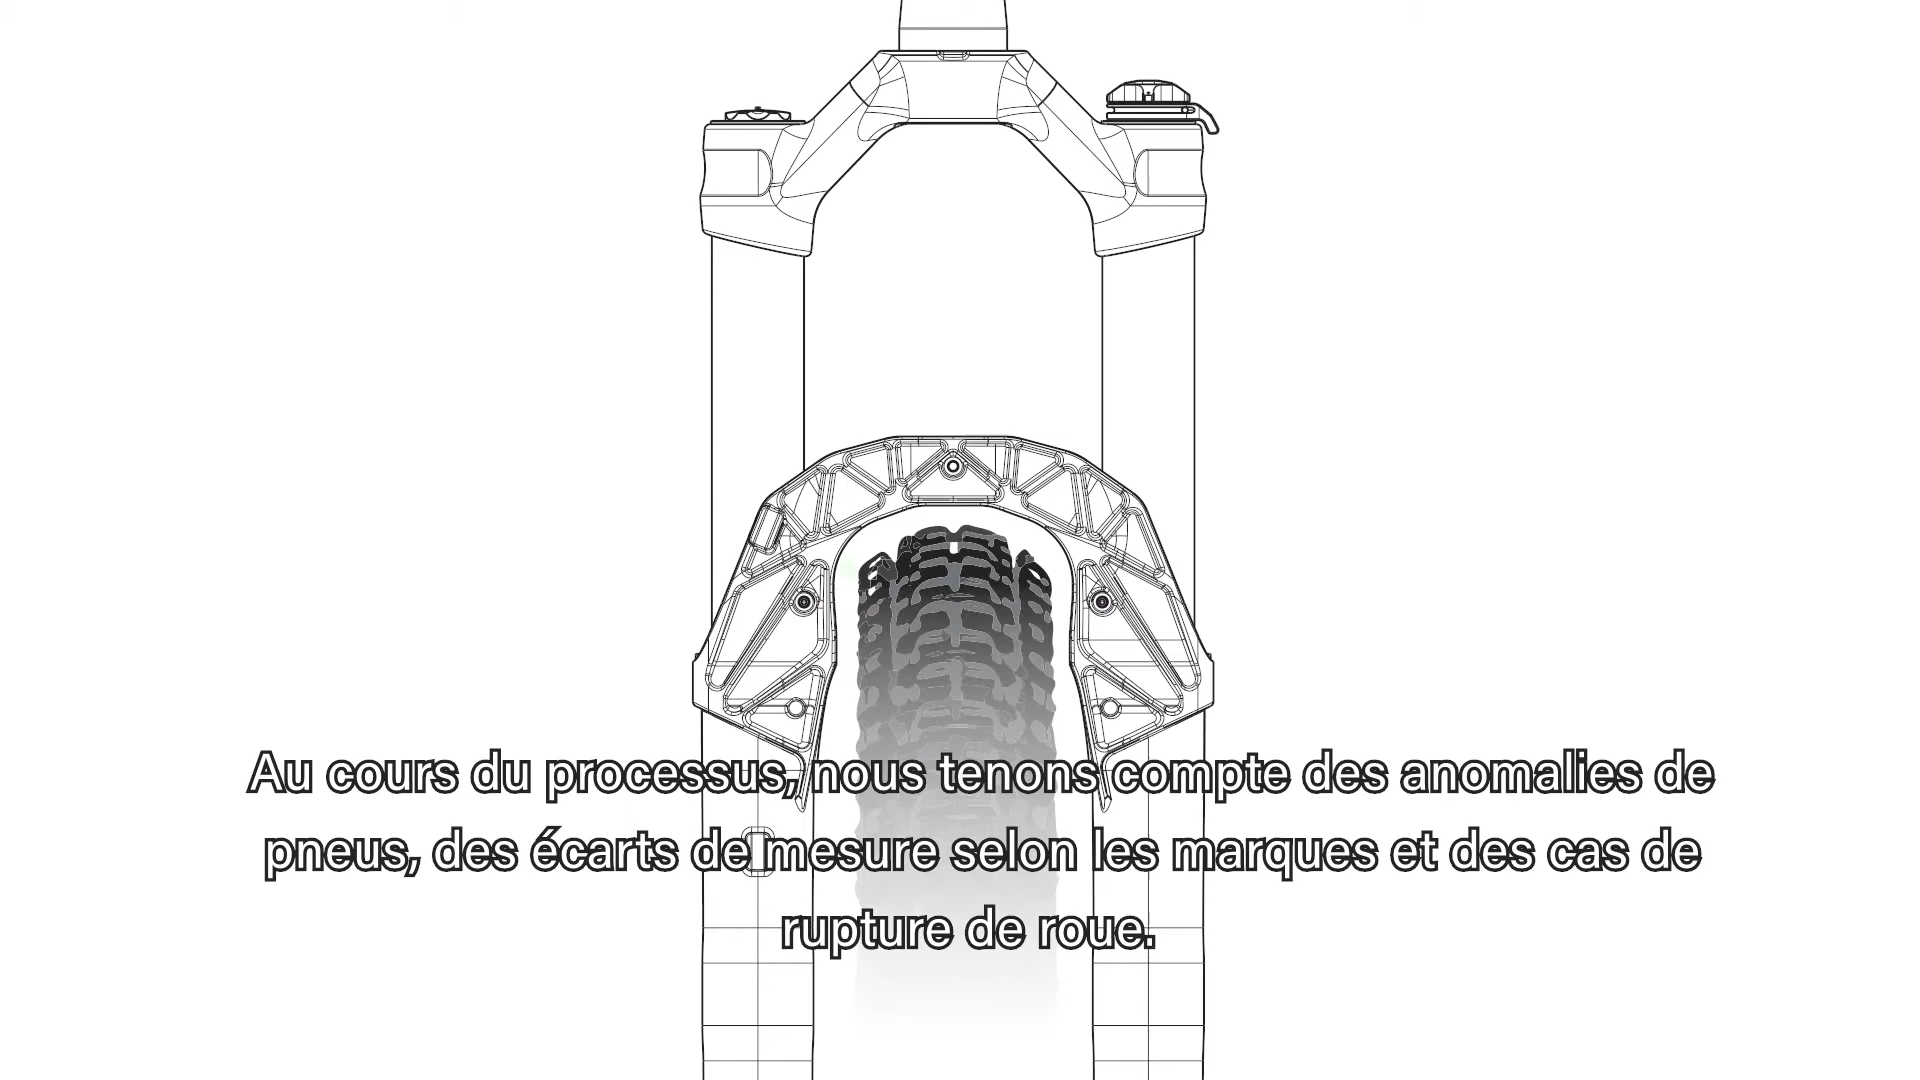 Au cours du processus, nous tenons compte des anomalies de
pneus, des écarts de mesure selon les marques et des cas de
rupture de roue.